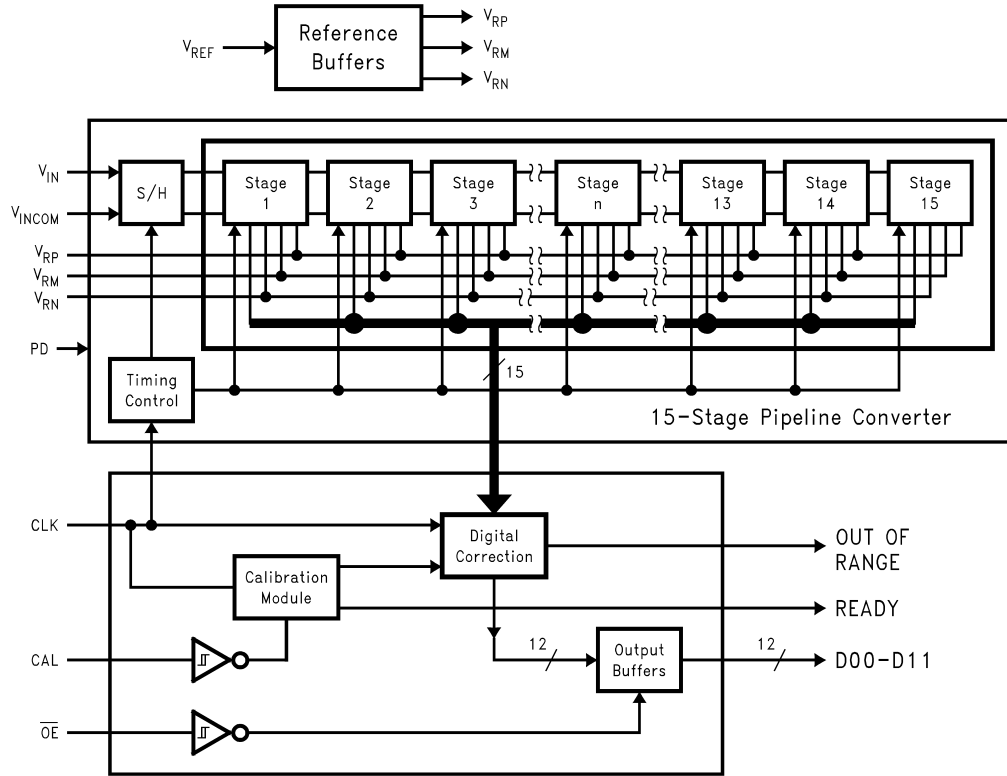 V_REF
Reference
Buffers
V_RP
V_RM
V_RN
V_IN
V_INCOM
V_RP
V_RM
V_RN
PD
S/H
Stage
1
Stage
2
Stage
3
Stage
n
Stage
13
Stage
14
Stage
15
Timing
Control
15
15-Stage Pipeline Converter
CLK
Digital
Correction
OUT OF
RANGE
Calibration
Module
READY
CAL
12
Output
Buffers
12
D00-D11
O̅E̅